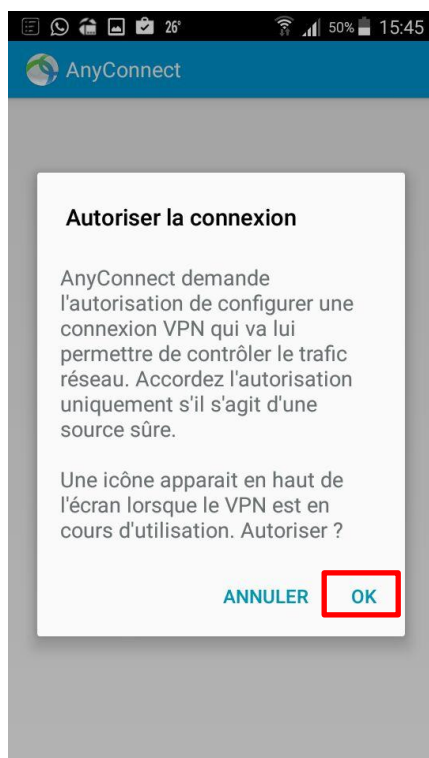 26° 50% 15:45
AnyConnect
Autoriser la connexion
AnyConnect demande
l'autorisation de configurer une
connexion VPN qui va lui
permettre de contrôler le trafic
réseau. Accordez l'autorisation
uniquement s'il s'agit d'une
source sûre.
Une icône apparait en haut de
l'écran lorsque le VPN est en
cours d'utilisation. Autoriser ?
ANNULER OK